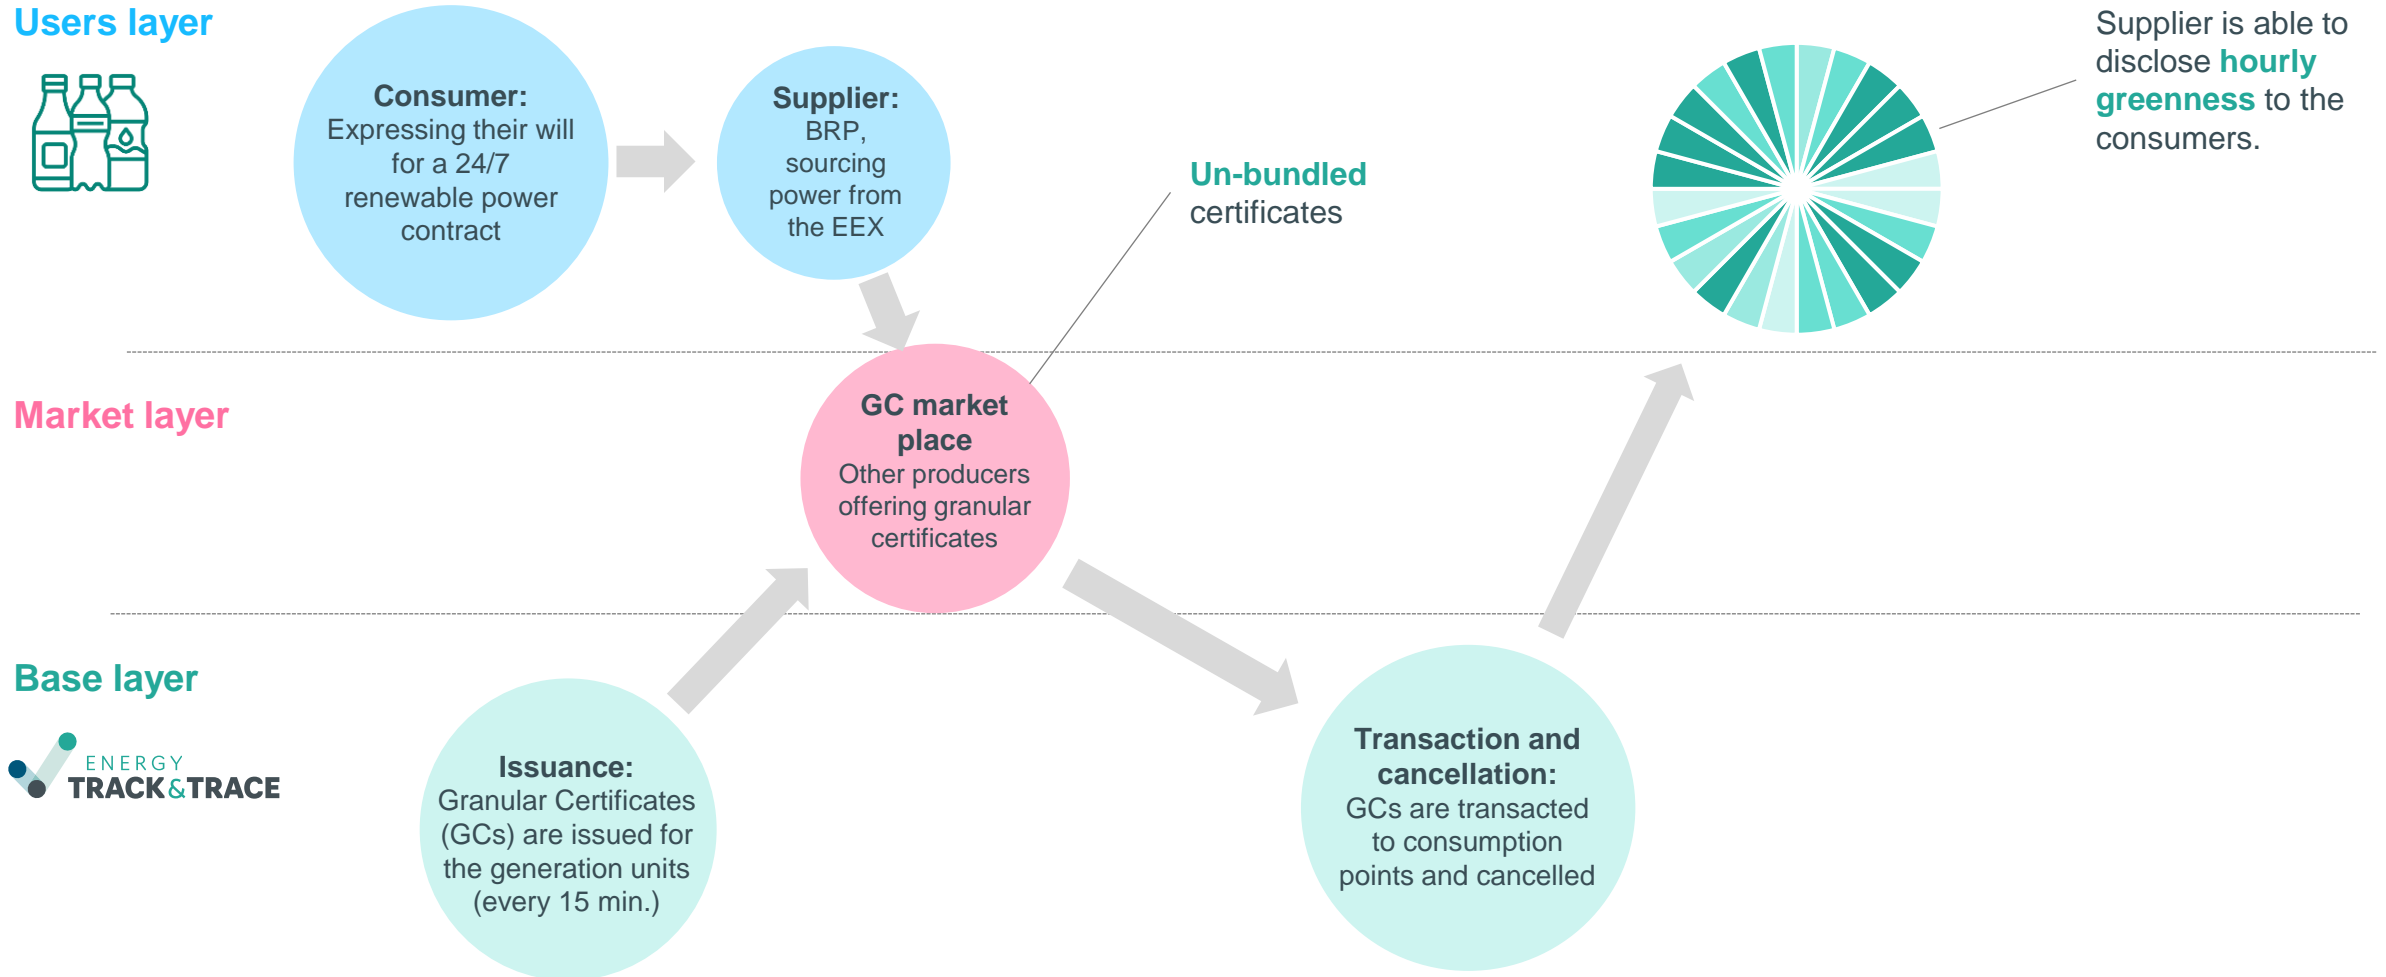 Users layer
Consumer:
Expressing their will
for a 24/7
renewable power
contract
Supplier:
BRP,
sourcing
power from
the EEX
Un-bundled
certificates
Supplier is able to
disclose hourly
greenness to the
consumers.
Market layer
GC market
place
Other producers
offering granular
certificates
Base layer
ENERGY
TRACK&TRACE
Issuance:
Granular Certificates
(GCs) are issued for
the generation units
(every 15 min.)
Transaction and
cancellation:
GCs are transacted
to consumption
points and cancelled